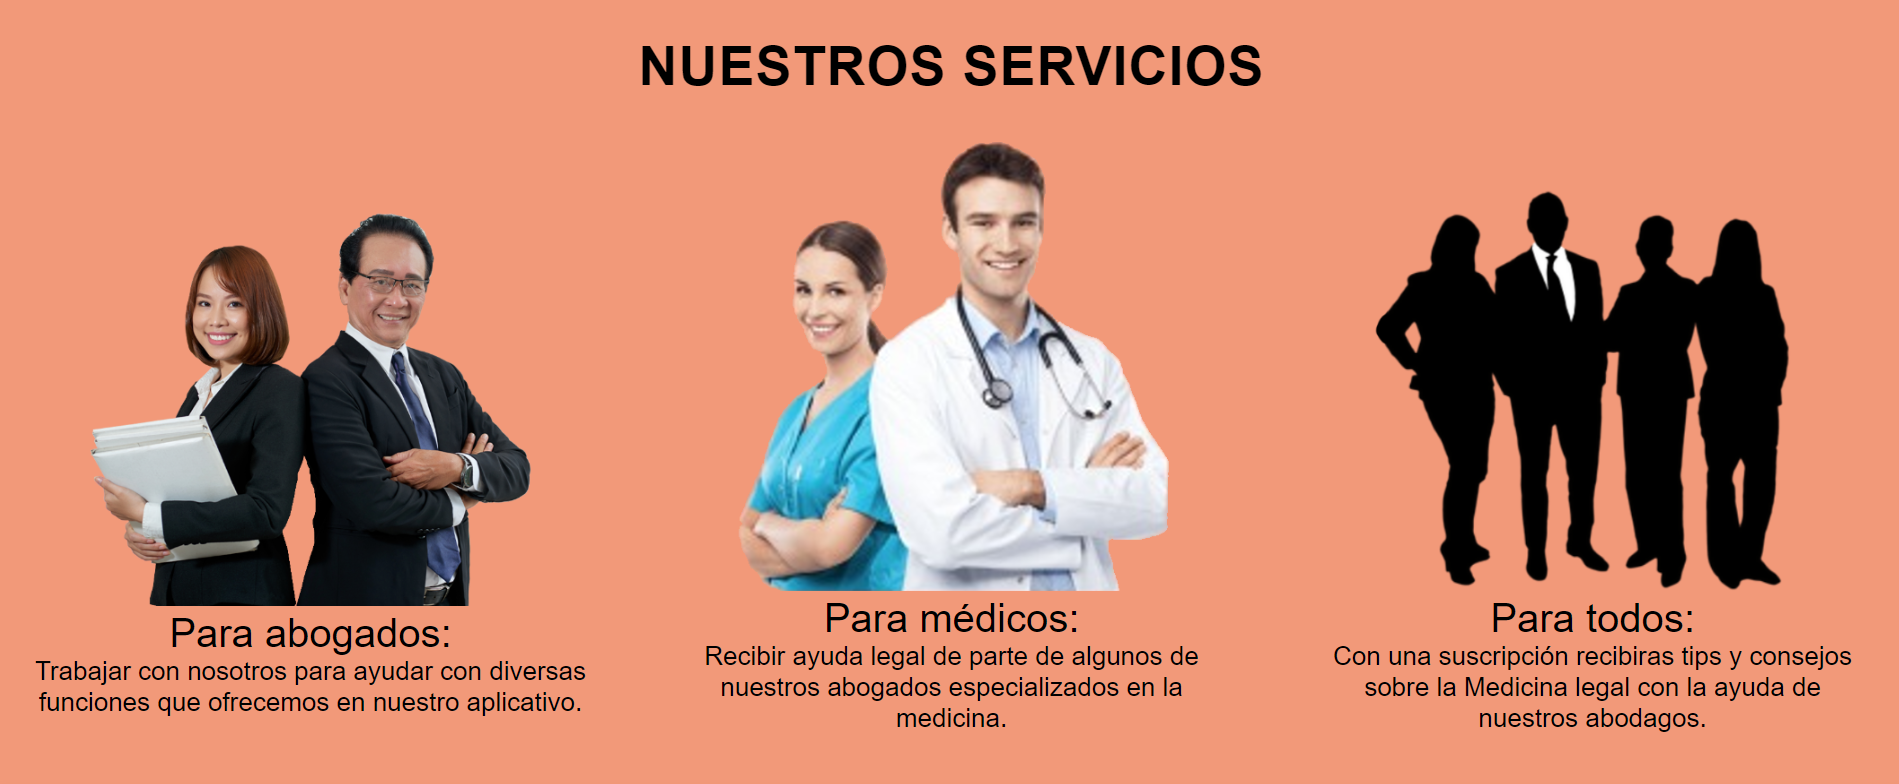 NUESTROS SERVICIOS
Para abogados:
Trabajar con nosotros para ayudar con diversas
funciones que ofrecemos en nuestro aplicativo.
Para médicos:
Recibir ayuda legal de parte de algunos de
nuestros abogados especializados en la
medicina.
Para todos:
Con una suscripción recibiras tips y consejos
sobre la Medicina legal con la ayuda de
nuestros abodagos.